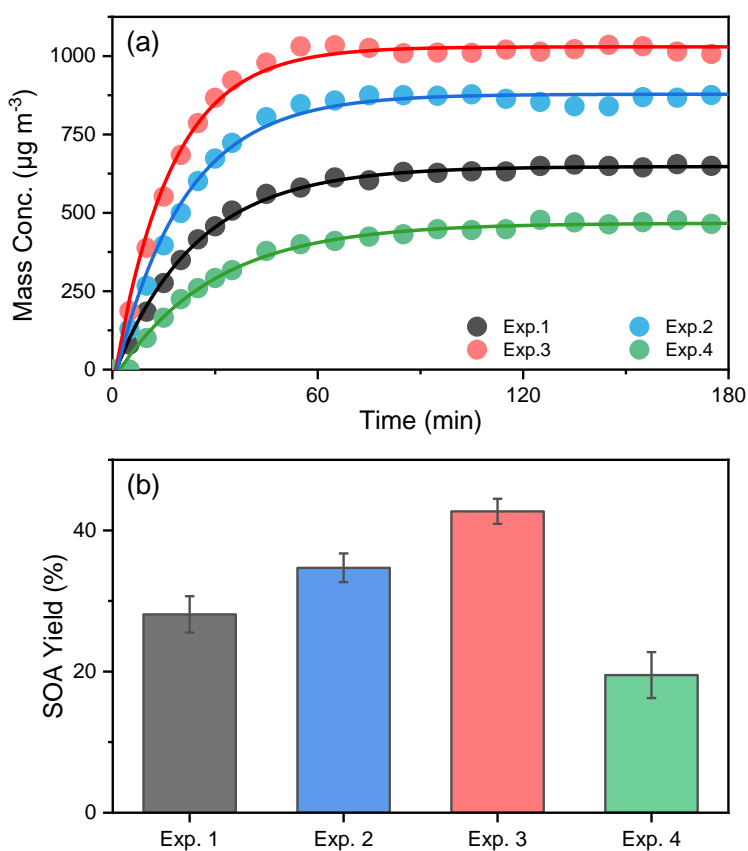 (a)
1000
750
500
250
0
Mass Conc. (μg m⁻³)
Exp.1
Exp.2
Exp.3
Exp.4
0 60 120 180
Time (min)
(b)
40
20
0
SOA Yield (%)
Exp. 1 Exp. 2 Exp. 3 Exp. 4